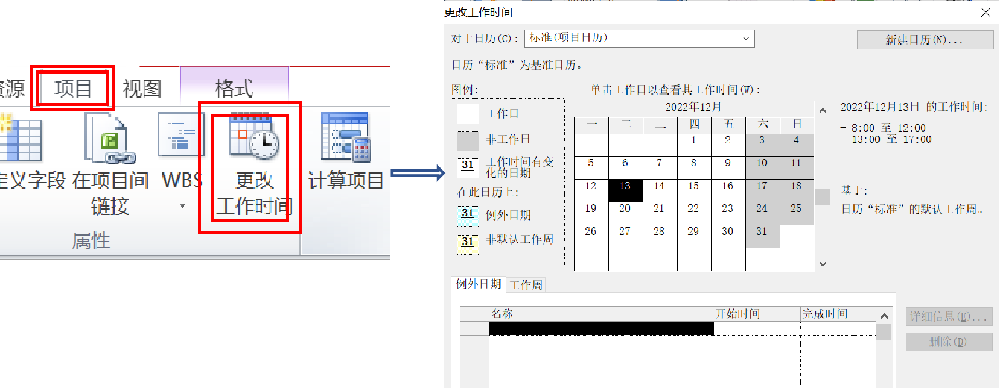 资源 项目 视图 格式
定义字段 在项目间
链接
WBS
更改
工作时间
计算项目
属性
更改工作时间
对于日历(C): 标准(项目日历)
新建日历(N)...
日历“标准”为基准日历。
图例:
工作日
非工作日
31 工作时间有变
化的日期
在此日历上:
31 例外日期
31 非默认工作周
单击工作日以查看其工作时间(W):
2022年12月
一 二 三 四 五 六 日
1 2 3 4
5 6 7 8 9 10 11
12 13 14 15 16 17 18
19 20 21 22 23 24 25
26 27 28 29 30 31
2022年12月13日 的工作时间:
- 8:00 至 12:00
- 13:00 至 17:00
基于:
日历“标准”的默认工作周。
例外日期 工作周
名称 开始时间 完成时间
详细信息(E)...
删除(D)